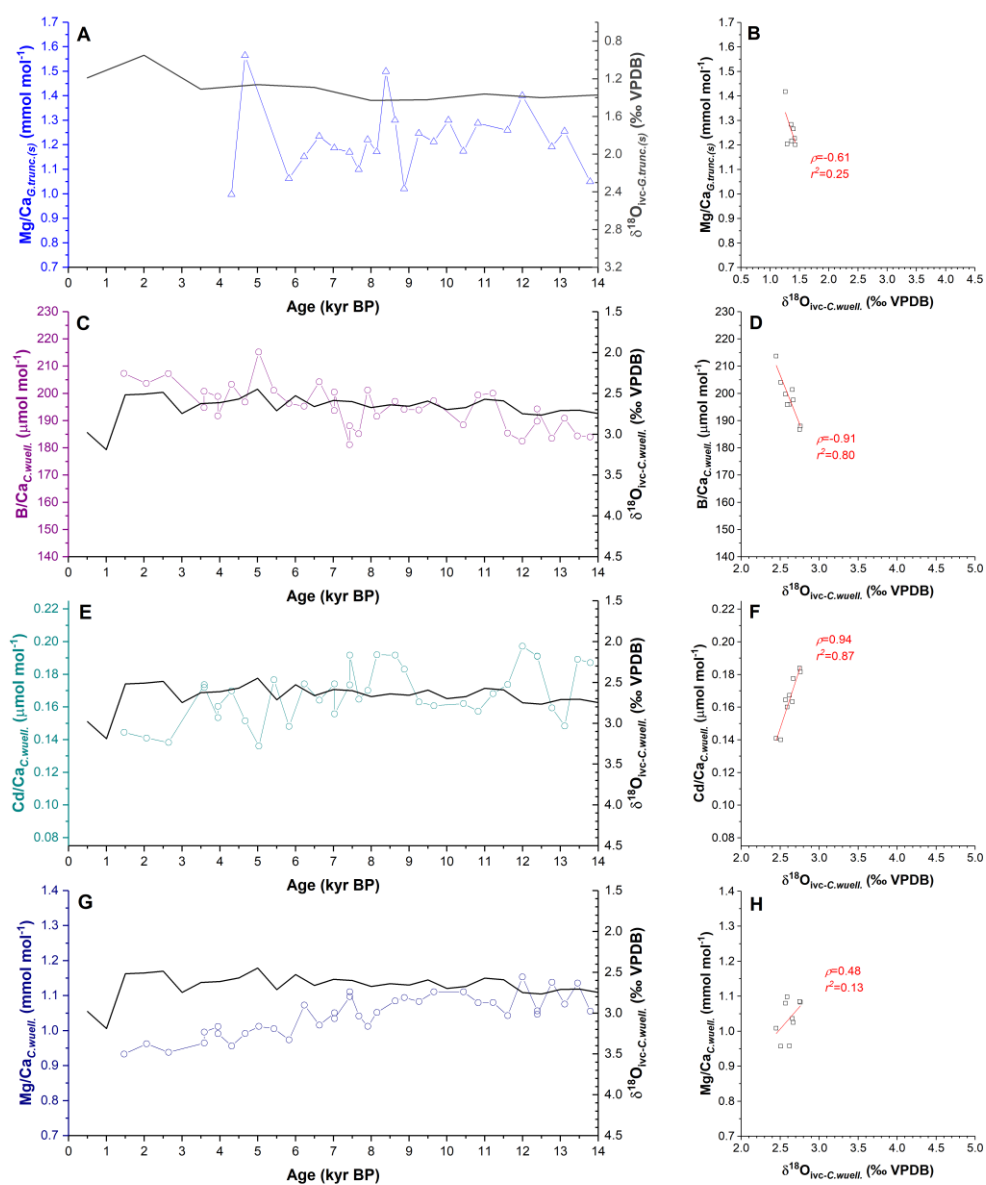 A
1.7
1.6
1.5
1.4
1.3
1.2
1.1
1.0
0.9
0.8
0.7
Mg/Ca G.trunc.(s) (mmol mol⁻¹)
0.8
1.2
1.6
2.0
2.4
2.8
3.2
δ¹⁸O ivc-G.trunc.(s) (‰ VPDB)
0 1 2 3 4 5 6 7 8 9 10 11 12 13 14
Age (kyr BP)
B
1.7
1.6
1.5
1.4
1.3
1.2
1.1
1.0
0.9
0.8
0.7
Mg/Ca G.trunc.(s) (mmol mol⁻¹)
ρ=-0.61
r²=0.25
0.5 1.0 1.5 2.0 2.5 3.0 3.5 4.0 4.5
δ¹⁸O ivc-C.wuell. (‰ VPDB)
C
230
220
210
200
190
180
170
160
150
140
B/Ca C.wuell. (μmol mol⁻¹)
1.5
2.0
2.5
3.0
3.5
4.0
4.5
δ¹⁸O ivc-C.wuell. (‰ VPDB)
0 1 2 3 4 5 6 7 8 9 10 11 12 13 14
Age (kyr BP)
D
230
220
210
200
190
180
170
160
150
140
B/Ca C.wuell. (μmol mol⁻¹)
ρ=-0.91
r²=0.80
2.0 2.5 3.0 3.5 4.0 4.5 5.0
δ¹⁸O ivc-C.wuell. (‰ VPDB)
E
0.22
0.20
0.18
0.16
0.14
0.12
0.10
0.08
Cd/Ca C.wuell. (μmol mol⁻¹)
1.5
2.0
2.5
3.0
3.5
4.0
4.5
δ¹⁸O ivc-C.wuell. (‰ VPDB)
0 1 2 3 4 5 6 7 8 9 10 11 12 13 14
Age (kyr BP)
F
0.22
0.20
0.18
0.16
0.14
0.12
0.10
0.08
Cd/Ca C.wuell. (μmol mol⁻¹)
ρ=0.94
r²=0.87
2.0 2.5 3.0 3.5 4.0 4.5 5.0
δ¹⁸O ivc-C.wuell. (‰ VPDB)
G
1.4
1.3
1.2
1.1
1.0
0.9
0.8
0.7
Mg/Ca C.wuell. (mmol mol⁻¹)
1.5
2.0
2.5
3.0
3.5
4.0
4.5
δ¹⁸O ivc-C.wuell. (‰ VPDB)
0 1 2 3 4 5 6 7 8 9 10 11 12 13 14
Age (kyr BP)
H
1.4
1.3
1.2
1.1
1.0
0.9
0.8
0.7
Mg/Ca C.wuell. (mmol mol⁻¹)
ρ=0.48
r²=0.13
2.0 2.5 3.0 3.5 4.0 4.5 5.0
δ¹⁸O ivc-C.wuell. (‰ VPDB)